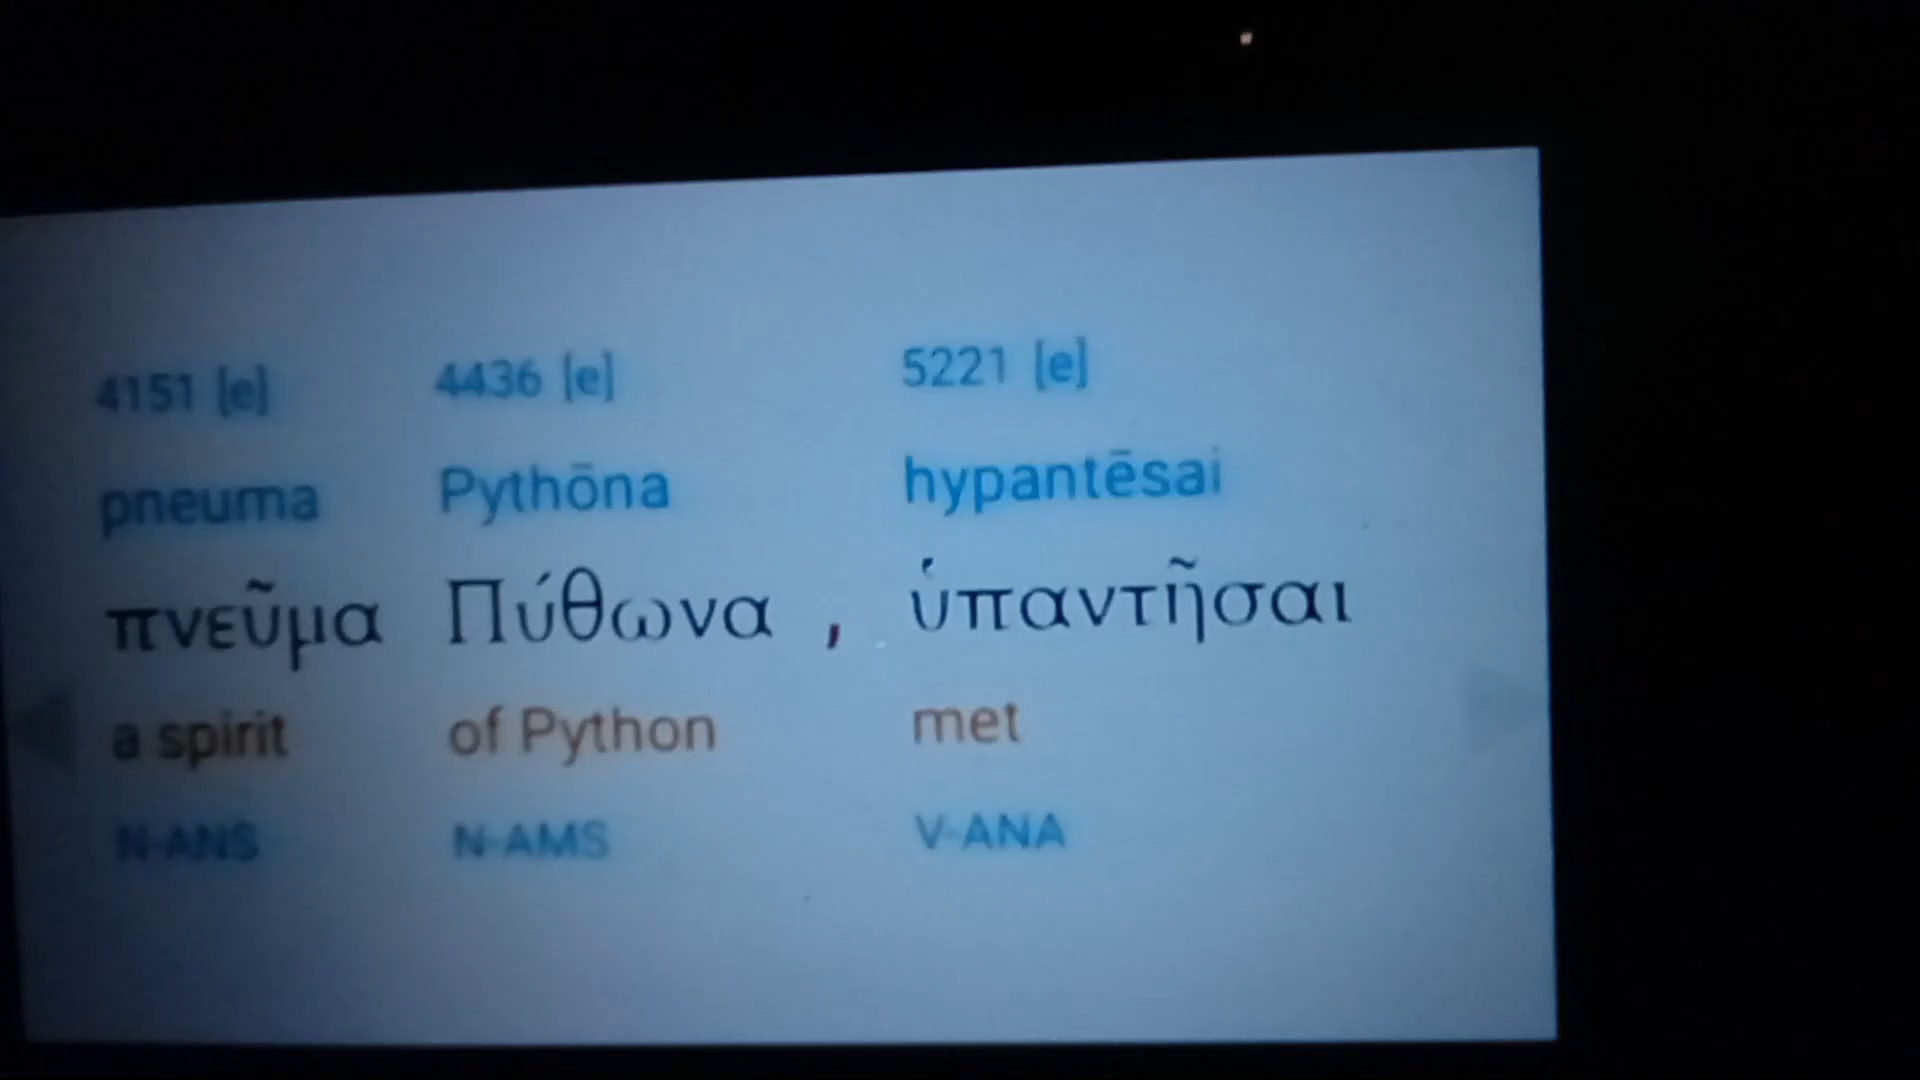 4151 [e] 4436 [e] 5221 [e]
pneuma Pythōna hypantēsai
πνεῦμα Πύθωνα , ὑπαντῆσαι
a spirit of Python met
N-ANS N-AMS V-ANA